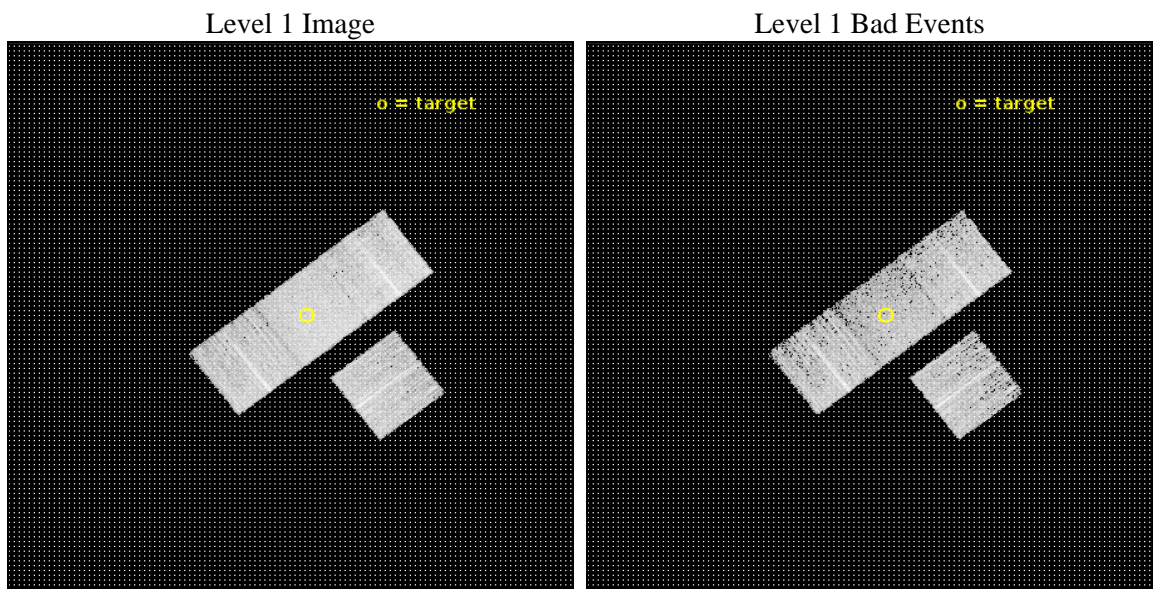 Level 1 Image
Level 1 Bad Events
o = target
o = target